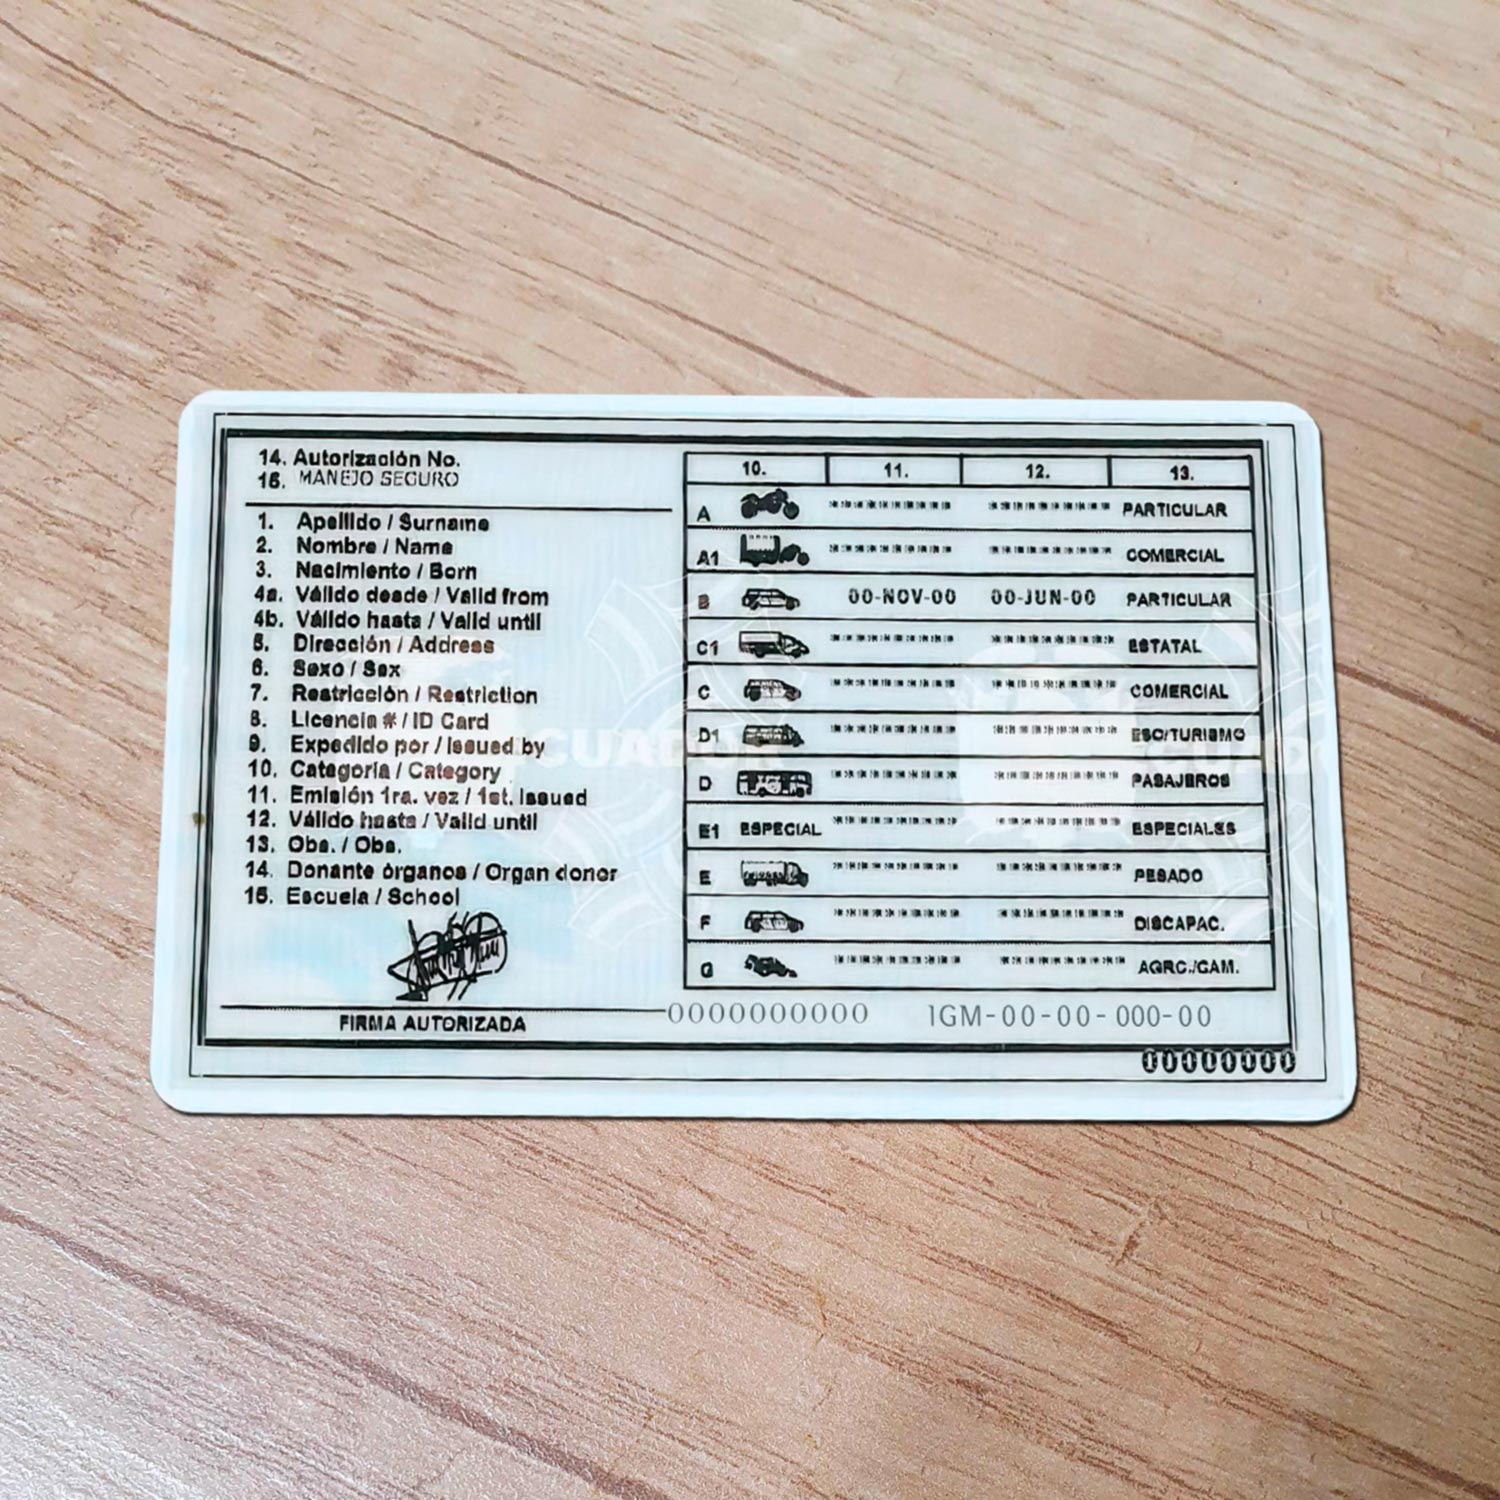 14. Autorización No.
15. MANEJO SEGURO
1. Apellido / Surname
2. Nombre / Name
3. Nacimiento / Born
4a. Válido desde / Valid from
4b. Válido hasta / Valid until
5. Dirección / Address
6. Sexo / Sex
7. Restricción / Restriction
8. Licencia # / ID Card
9. Expedido por / Issued by
10. Categoría / Category
11. Emisión 1ra. vez / 1st. Issued
12. Válido hasta / Valid until
13. Obs. / Obs.
14. Donante órganos / Organ donor
15. Escuela / School
FIRMA AUTORIZADA
10. 11. 12. 13.
A PARTICULAR
A1 COMERCIAL
B 00-NOV-00 00-JUN-00 PARTICULAR
C1 ESTATAL
C COMERCIAL
D1 ESC/TURISMO
D PASAJEROS
E1 ESPECIAL ESPECIALES
E PESADO
F DISCAPAC.
G AGRC./CAM.
0000000000 1GM-00-00-000-00
00000000
ECUADOR